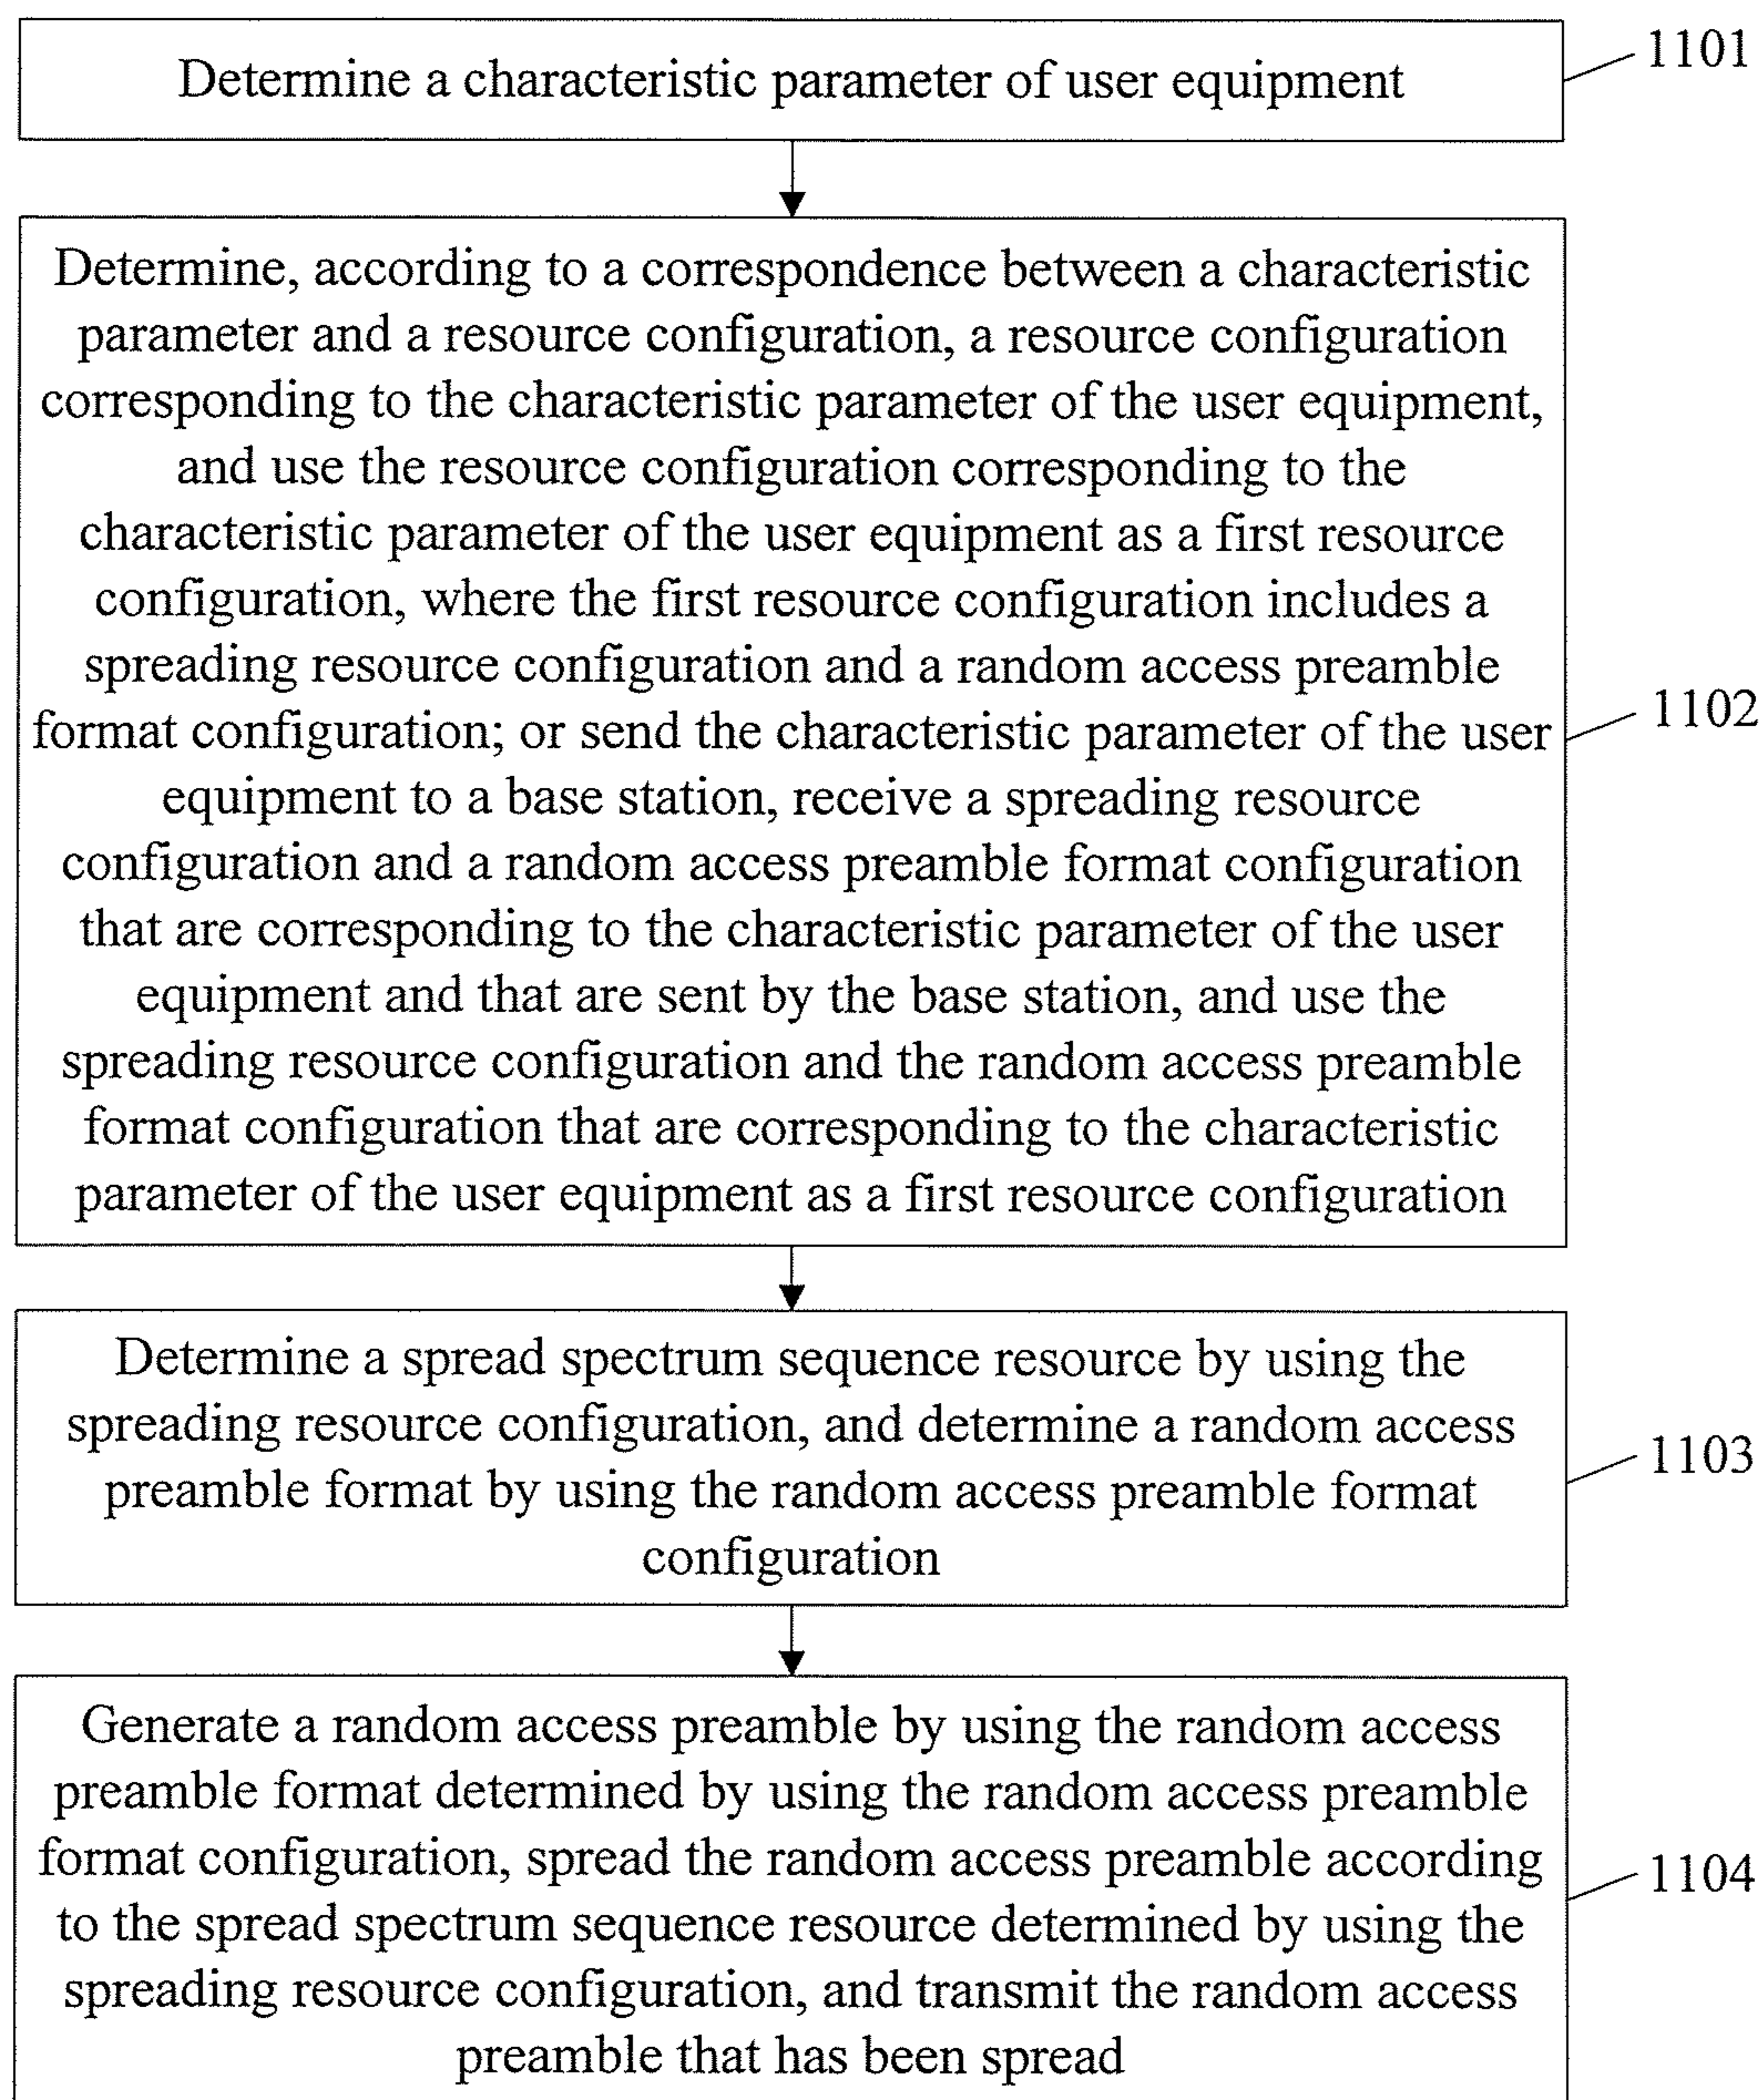 Determine a characteristic parameter of user equipment
1101
Determine, according to a correspondence between a characteristic
parameter and a resource configuration, a resource configuration
corresponding to the characteristic parameter of the user equipment,
and use the resource configuration corresponding to the
characteristic parameter of the user equipment as a first resource
configuration, where the first resource configuration includes a
spreading resource configuration and a random access preamble
format configuration; or send the characteristic parameter of the user
equipment to a base station, receive a spreading resource
configuration and a random access preamble format configuration
that are corresponding to the characteristic parameter of the user
equipment and that are sent by the base station, and use the
spreading resource configuration and the random access preamble
format configuration that are corresponding to the characteristic
parameter of the user equipment as a first resource configuration
1102
Determine a spread spectrum sequence resource by using the
spreading resource configuration, and determine a random access
preamble format by using the random access preamble format
configuration
1103
Generate a random access preamble by using the random access
preamble format determined by using the random access preamble
format configuration, spread the random access preamble according
to the spread spectrum sequence resource determined by using the
spreading resource configuration, and transmit the random access
preamble that has been spread
1104